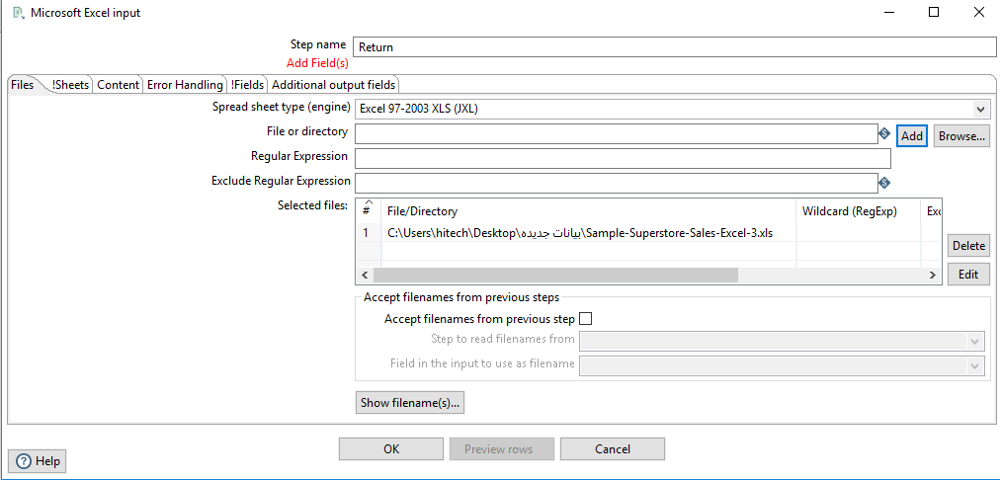 Microsoft Excel input
Step name Return
Add Field(s)
Files !Sheets Content Error Handling !Fields Additional output fields
Spread sheet type (engine) Excel 97-2003 XLS (JXL)
File or directory Add Browse...
Regular Expression
Exclude Regular Expression
Selected files: # File/Directory Wildcard (RegExp) Exc
1 C:\Users\hitech\Desktop\بيانات جديده\Sample-Superstore-Sales-Excel-3.xls
Delete
Edit
Accept filenames from previous steps
Accept filenames from previous step
Step to read filenames from
Field in the input to use as filename
Show filename(s)...
OK Preview rows Cancel
Help